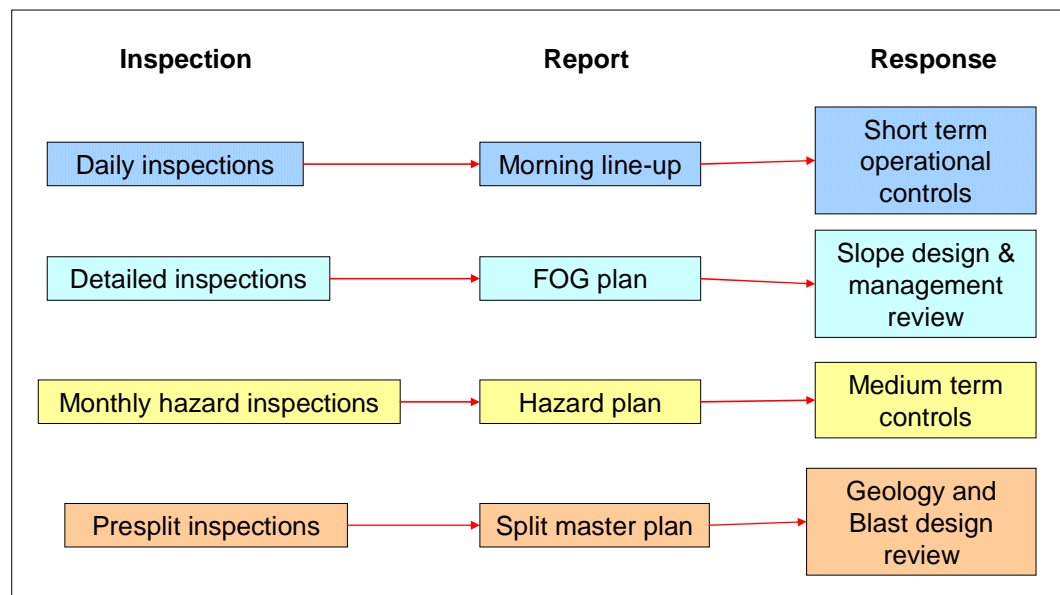 Inspection
Report
Response
Daily inspections
Morning line-up
Short term
operational
controls
Detailed inspections
FOG plan
Slope design &
management
review
Monthly hazard inspections
Hazard plan
Medium term
controls
Presplit inspections
Split master plan
Geology and
Blast design
review